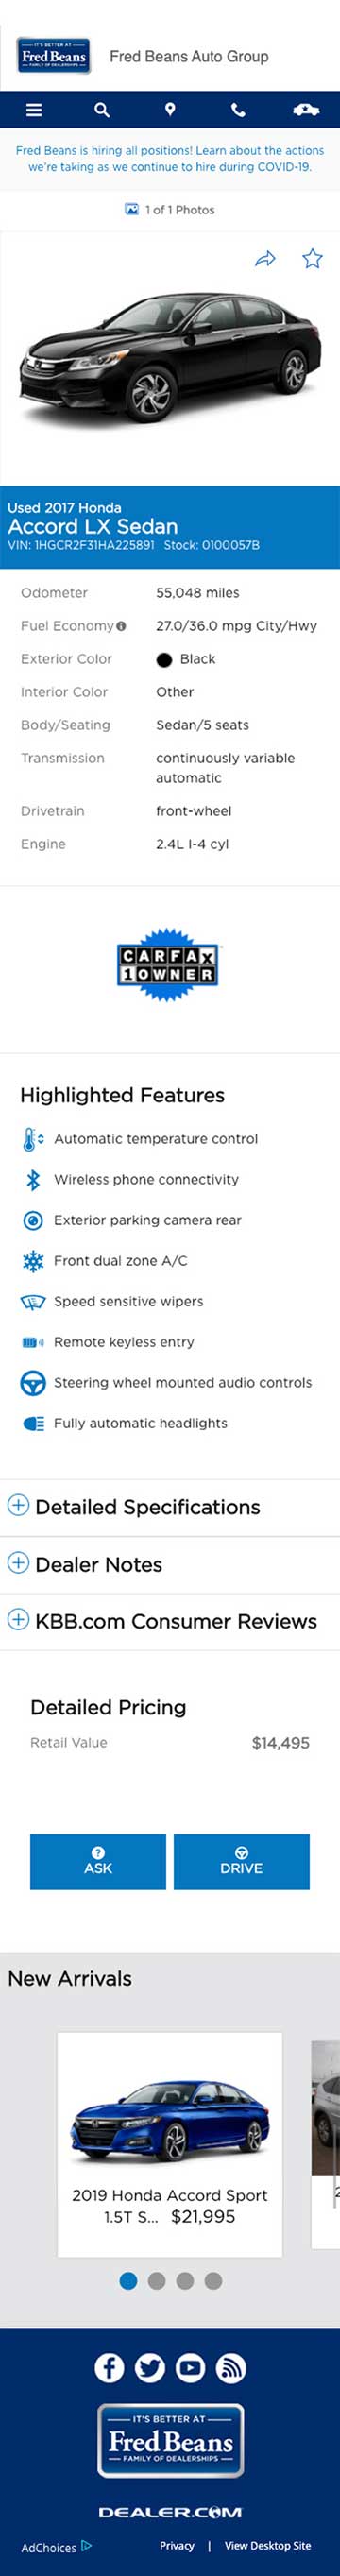 IT'S BETTER AT
Fred Beans
FAMILY OF DEALERSHIPS
Fred Beans Auto Group
Fred Beans is hiring all positions! Learn about the actions
we're taking as we continue to hire during COVID-19.
1 of 1 Photos
Used 2017 Honda
Accord LX Sedan
VIN: 1HGCR2F31HA225891 Stock: 0100057B
Odometer 55,048 miles
Fuel Economy 27.0/36.0 mpg City/Hwy
Exterior Color Black
Interior Color Other
Body/Seating Sedan/5 seats
Transmission continuously variable
automatic
Drivetrain front-wheel
Engine 2.4L I-4 cyl
CARFAX
1 OWNER
Highlighted Features
Automatic temperature control
Wireless phone connectivity
Exterior parking camera rear
Front dual zone A/C
Speed sensitive wipers
Remote keyless entry
Steering wheel mounted audio controls
Fully automatic headlights
Detailed Specifications
Dealer Notes
KBB.com Consumer Reviews
Detailed Pricing
Retail Value $14,495
ASK DRIVE
New Arrivals
2019 Honda Accord Sport
1.5T S... $21,995
2
IT'S BETTER AT
Fred Beans
FAMILY OF DEALERSHIPS
DEALER.COM
AdChoices Privacy | View Desktop Site